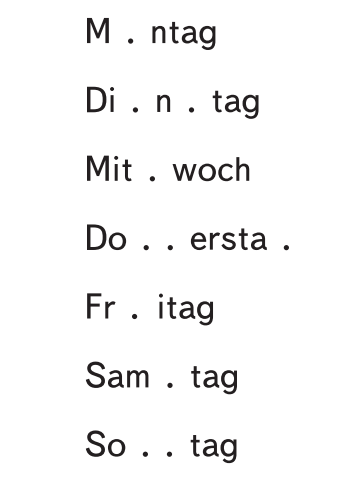 M . ntag
Di . n . tag
Mit . woch
Do . . ersta .
Fr . itag
Sam . tag
So . . tag